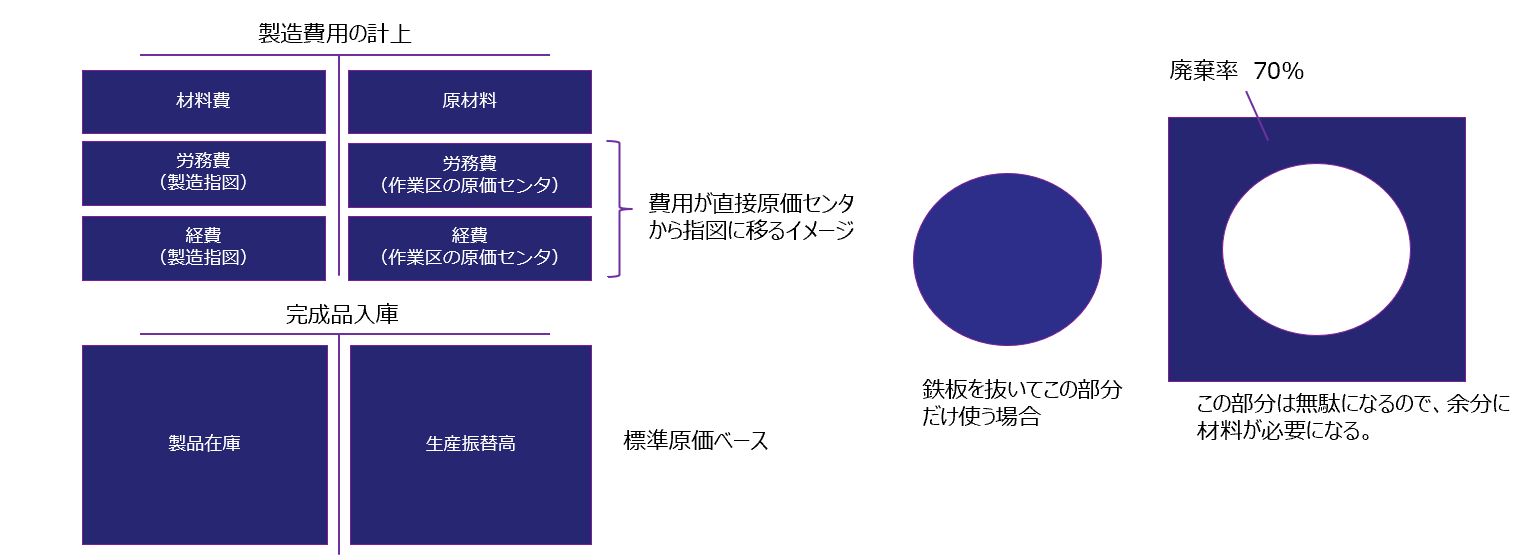 製造費用の計上
材料費
原材料
労務費
（製造指図）
労務費
（作業区の原価センタ）
経費
（製造指図）
経費
（作業区の原価センタ）
費用が直接原価センタ
から指図に移るイメージ
完成品入庫
製品在庫
生産振替高
標準原価ベース
鉄板を抜いてこの部分
だけ使う場合
廃棄率　70%
この部分は無駄になるので、余分に
材料が必要になる。